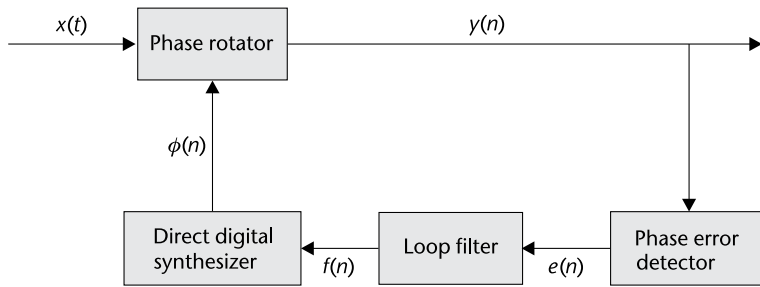 x(t)
Phase rotator
y(n)
ϕ(n)
Direct digital
synthesizer
f(n)
Loop filter
e(n)
Phase error
detector